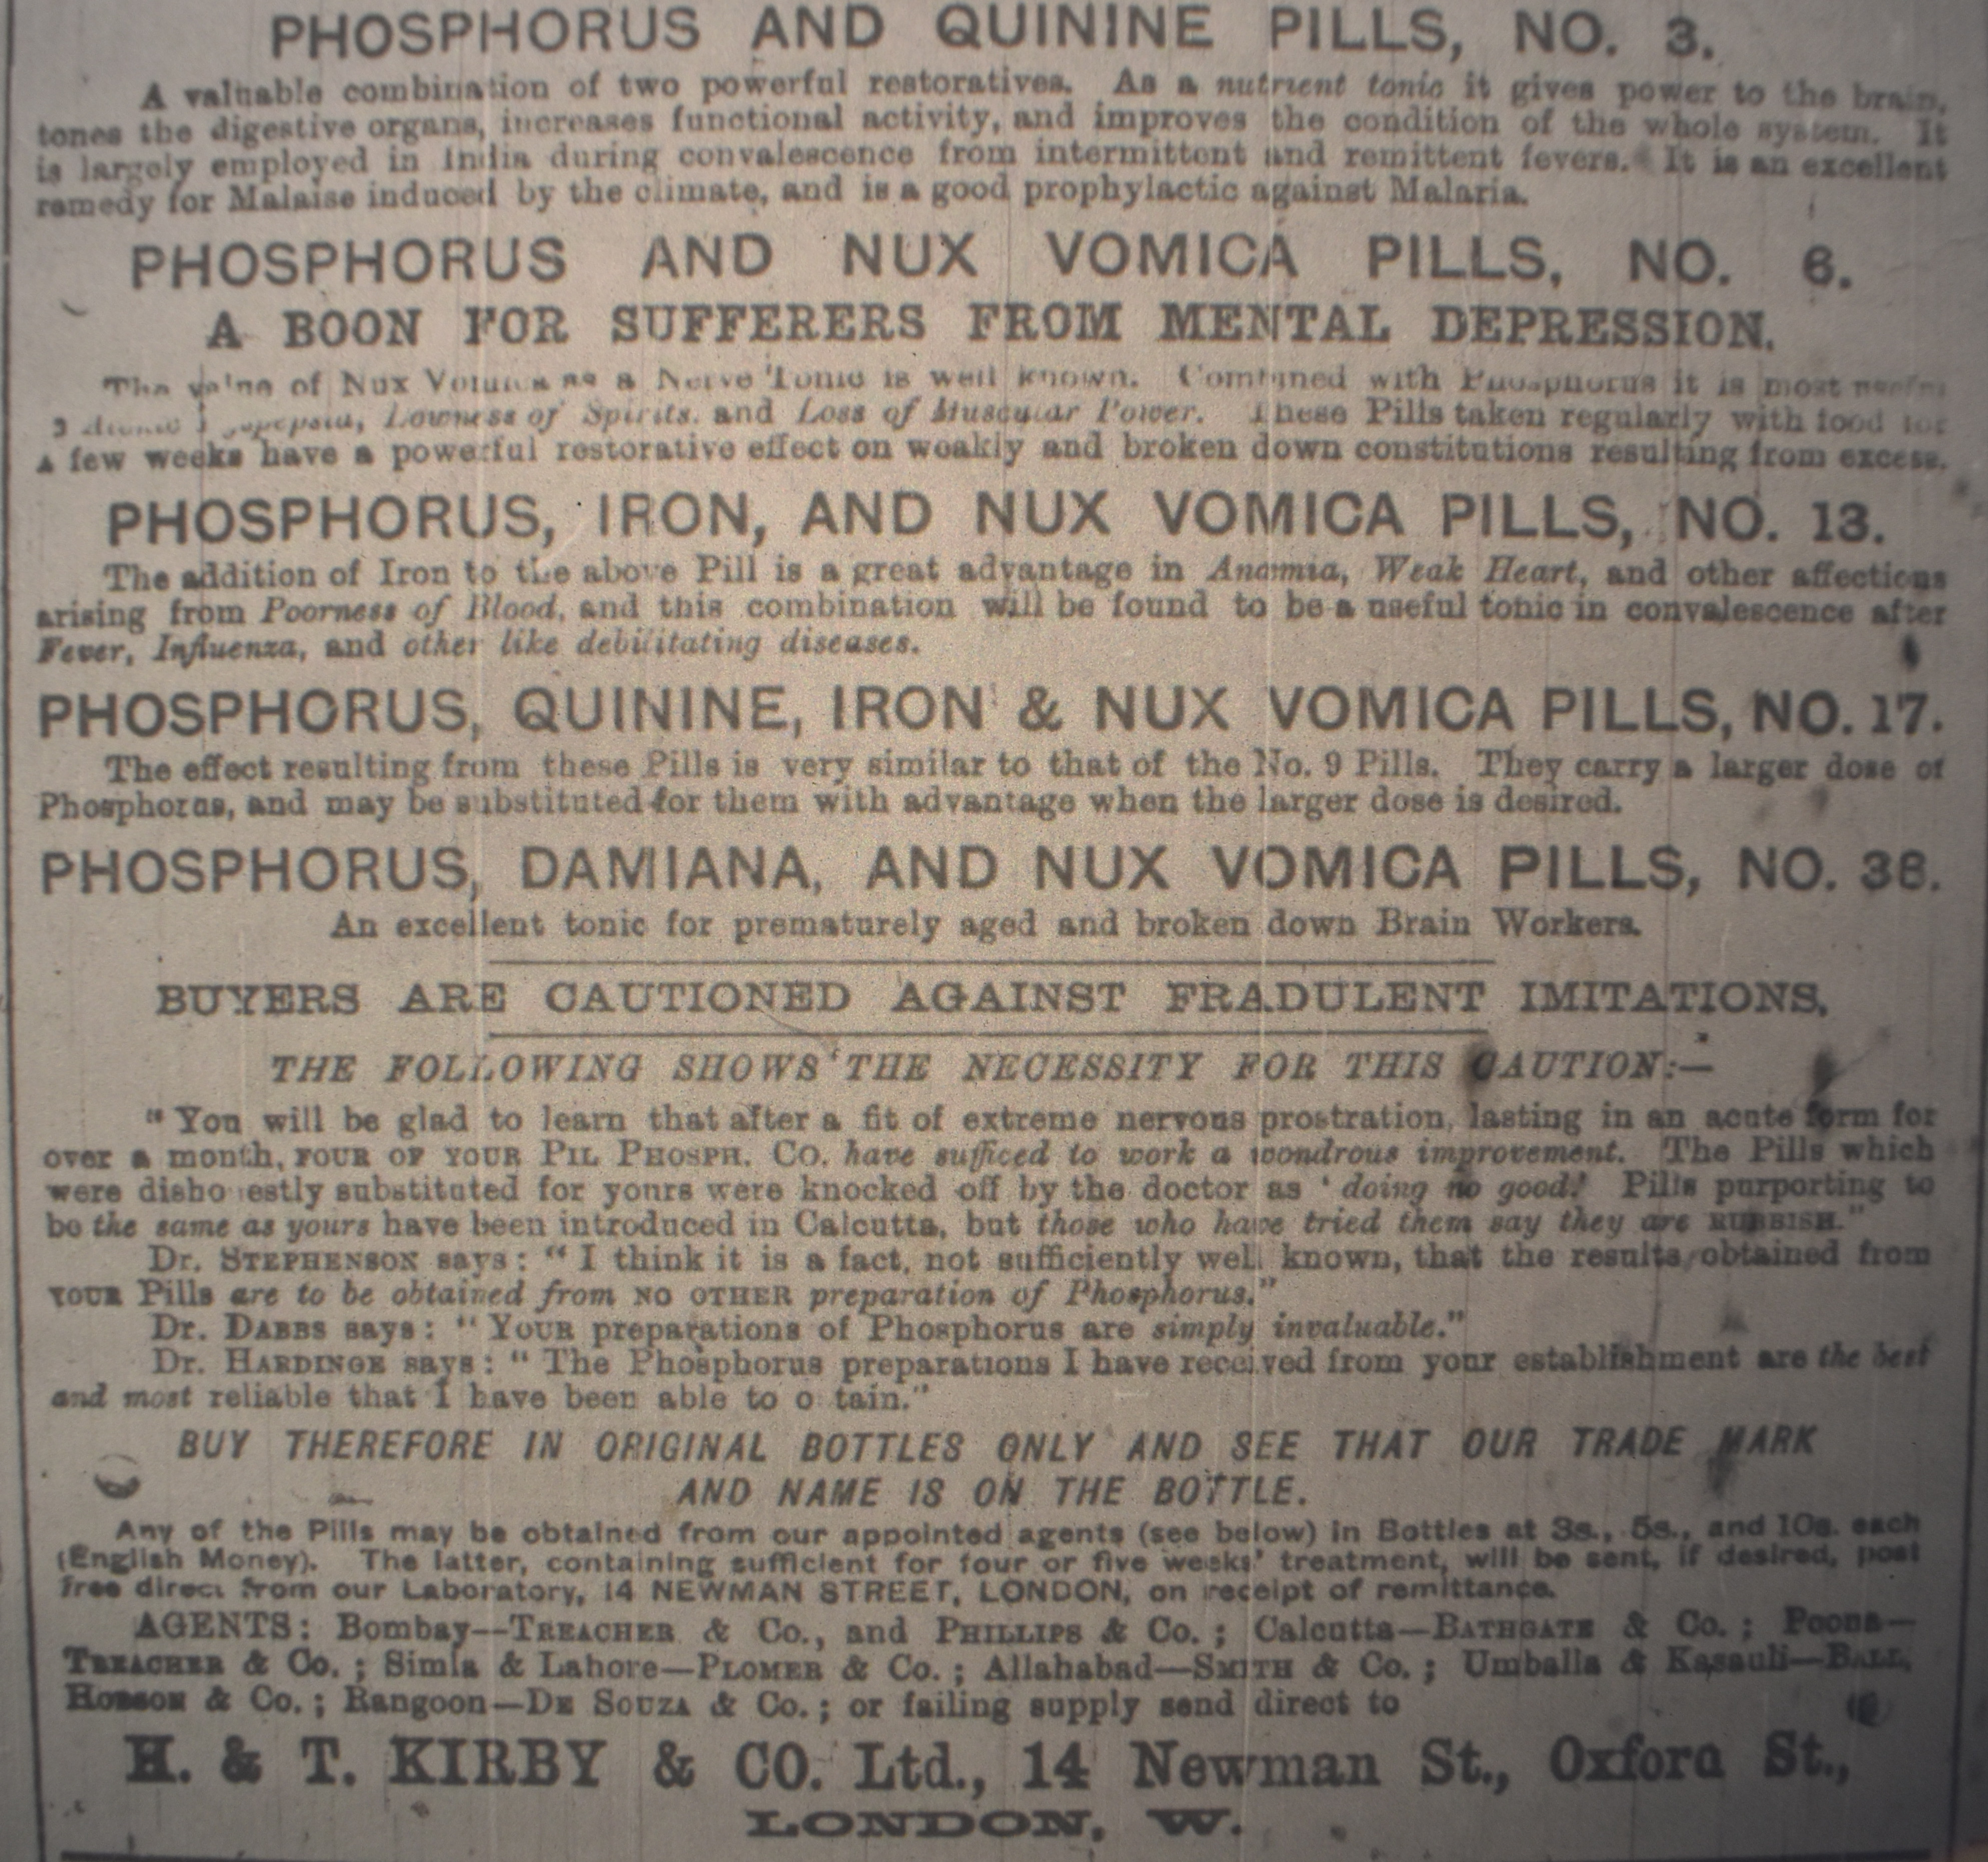 PHOSPHORUS AND QUININE PILLS, NO. 3.
A valuable combination of two powerful restoratives. As a nutrient tonic it gives power to the brain,
tones the digestive organs, increases functional activity, and improves the condition of the whole system. It
is largely employed in India during convalescence from intermittent and remittent fevers. It is an excellent
remedy for Malaise induced by the climate, and is a good prophylactic against Malaria.
PHOSPHORUS AND NUX VOMICA PILLS, NO. 6.
A BOON FOR SUFFERERS FROM MENTAL DEPRESSION.
The value of Nux Vomica as a Nerve Tonic is well known. Combined with Phosphorus it is most
Lowness of Spirits, and Loss of Muscular Power. These Pills taken regularly with food for
a few weeks have a powerful restorative effect on weakly and broken down constitutions resulting from excess.
PHOSPHORUS, IRON, AND NUX VOMICA PILLS, NO. 13.
The addition of Iron to the above Pill is a great advantage in Anæmia, Weak Heart, and other affections
arising from Poorness of Blood, and this combination will be found to be a useful tonic in convalescence after
Fever, Influenza, and other like debilitating diseases.
PHOSPHORUS, QUININE, IRON & NUX VOMICA PILLS, NO. 17.
The effect resulting from these Pills is very similar to that of the No. 9 Pills. They carry a larger dose of
Phosphorus, and may be substituted for them with advantage when the larger dose is desired.
PHOSPHORUS, DAMIANA, AND NUX VOMICA PILLS, NO. 38.
An excellent tonic for prematurely aged and broken down Brain Workers.
BUYERS ARE CAUTIONED AGAINST FRADULENT IMITATIONS,
THE FOLLOWING SHOWS THE NECESSITY FOR THIS CAUTION:—
"You will be glad to learn that after a fit of extreme nervous prostration, lasting in an acute form for
over a month, FOUR OF YOUR PIL PHOSPH. CO. have sufficed to work a wondrous improvement. The Pills which
were dishonestly substituted for yours were knocked off by the doctor as 'doing no good.' Pills purporting to
be the same as yours have been introduced in Calcutta, but those who have tried them say they are RUBBISH."
Dr. STEPHENSON says: "I think it is a fact, not sufficiently well known, that the results obtained from
YOUR Pills are to be obtained from NO OTHER preparation of Phosphorus."
Dr. DABBS says: "YOUR preparations of Phosphorus are simply invaluable."
Dr. HARDINGE says: "The Phosphorus preparations I have received from your establishment are the best
and most reliable that I have been able to o tain."
BUY THEREFORE IN ORIGINAL BOTTLES ONLY AND SEE THAT OUR TRADE MARK
AND NAME IS ON THE BOTTLE.
Any of the Pills may be obtained from our appointed agents (see below) in Bottles at 3s., 5s., and 10s. each
(English Money). The latter, containing sufficient for four or five weeks' treatment, will be sent, if desired, post
free direct from our Laboratory, 14 NEWMAN STREET, LONDON, on receipt of remittance.
AGENTS: Bombay—TREACHER & Co., and PHILLIPS & Co.; Calcutta—BATHGATE & Co.; Poona—
TREACHER & Co.; Simla & Lahore—PLOMER & Co.; Allahabad—SMITH & Co.; Umballa & Kasauli—BALL,
HOBSON & Co.; Rangoon—DE SOUZA & Co.; or failing supply send direct to
H. & T. KIRBY & CO. Ltd., 14 Newman St., Oxford St.,
LONDON, W.